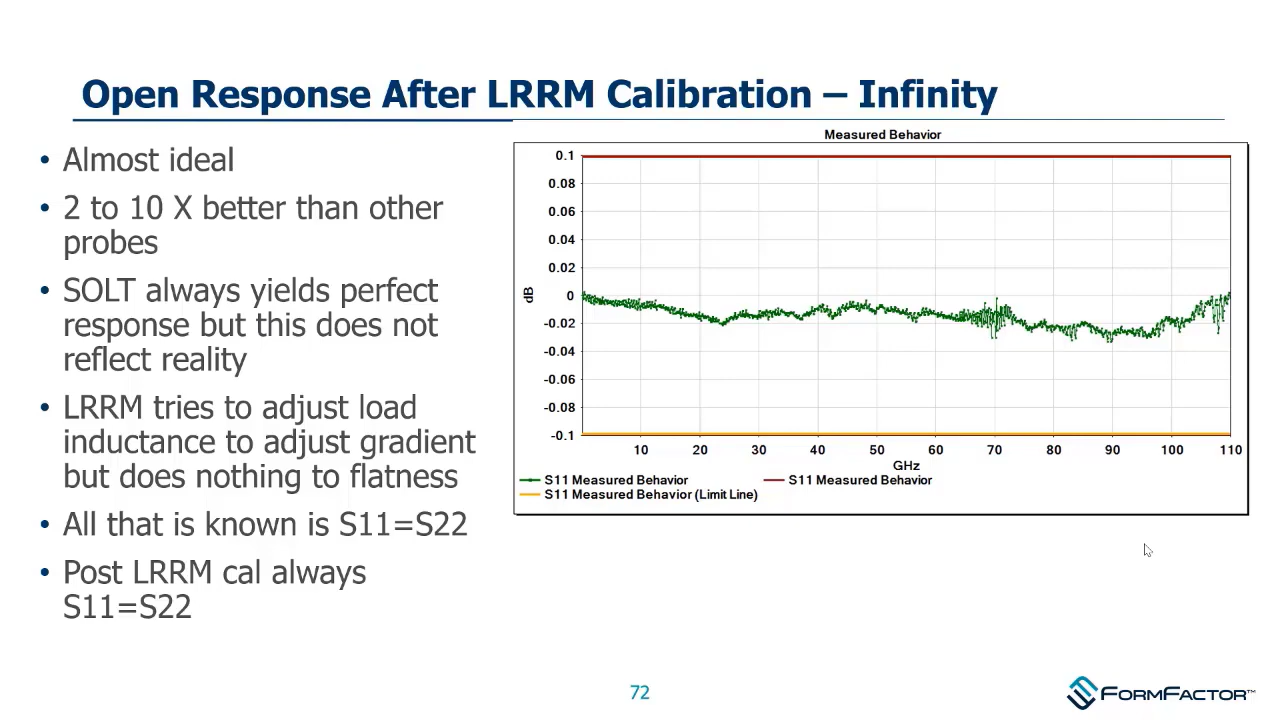 Open Response After LRRM Calibration – Infinity
• Almost ideal
• 2 to 10 X better than other
probes
• SOLT always yields perfect
response but this does not
reflect reality
• LRRM tries to adjust load
inductance to adjust gradient
but does nothing to flatness
• All that is known is S11=S22
• Post LRRM cal always
S11=S22
Measured Behavior
0.1
0.08
0.06
0.04
0.02
0
-0.02
-0.04
-0.06
-0.08
-0.1
dB
10 20 30 40 50 60 70 80 90 100 110
GHz
S11 Measured Behavior
S11 Measured Behavior
S11 Measured Behavior (Limit Line)
72
FORMFACTOR™